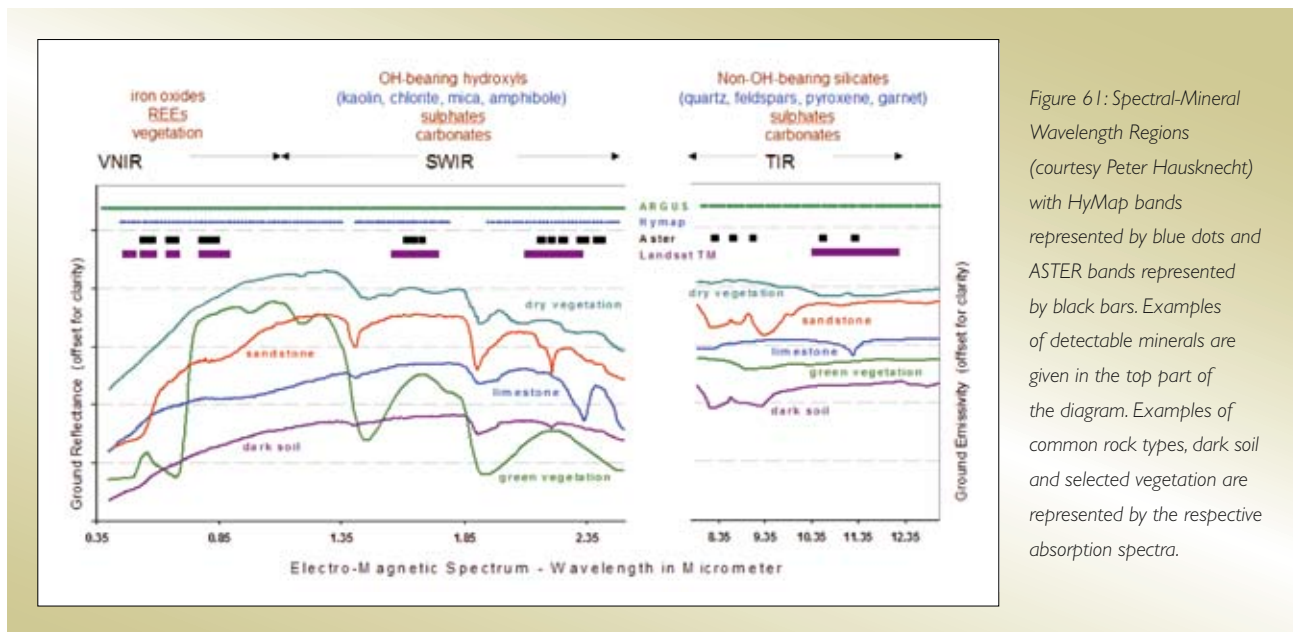 iron oxides
REEs
vegetation
OH-bearing hydroxyls
(kaolin, chlorite, mica, amphibole)
sulphates
carbonates
Non-OH-bearing silicates
(quartz, feldspars, pyroxene, garnet)
sulphates
carbonates
VNIR
SWIR
TIR
ARGUS
Hymap
Aster
Landsat TM
Ground Reflectance (offset for clarity)
dry vegetation
sandstone
limestone
dark soil
green vegetation
dry vegetation
sandstone
limestone
green vegetation
dark soil
Ground Emissivity (offset for clarity)
0.35 0.85 1.35 1.85 2.35 8.35 9.35 10.35 11.35 12.35
Electro-Magnetic Spectrum - Wavelength in Micrometer
Figure 61: Spectral-Mineral
Wavelength Regions
(courtesy Peter Hausknecht)
with HyMap bands
represented by blue dots and
ASTER bands represented
by black bars. Examples
of detectable minerals are
given in the top part of
the diagram. Examples of
common rock types, dark soil
and selected vegetation are
represented by the respective
absorption spectra.